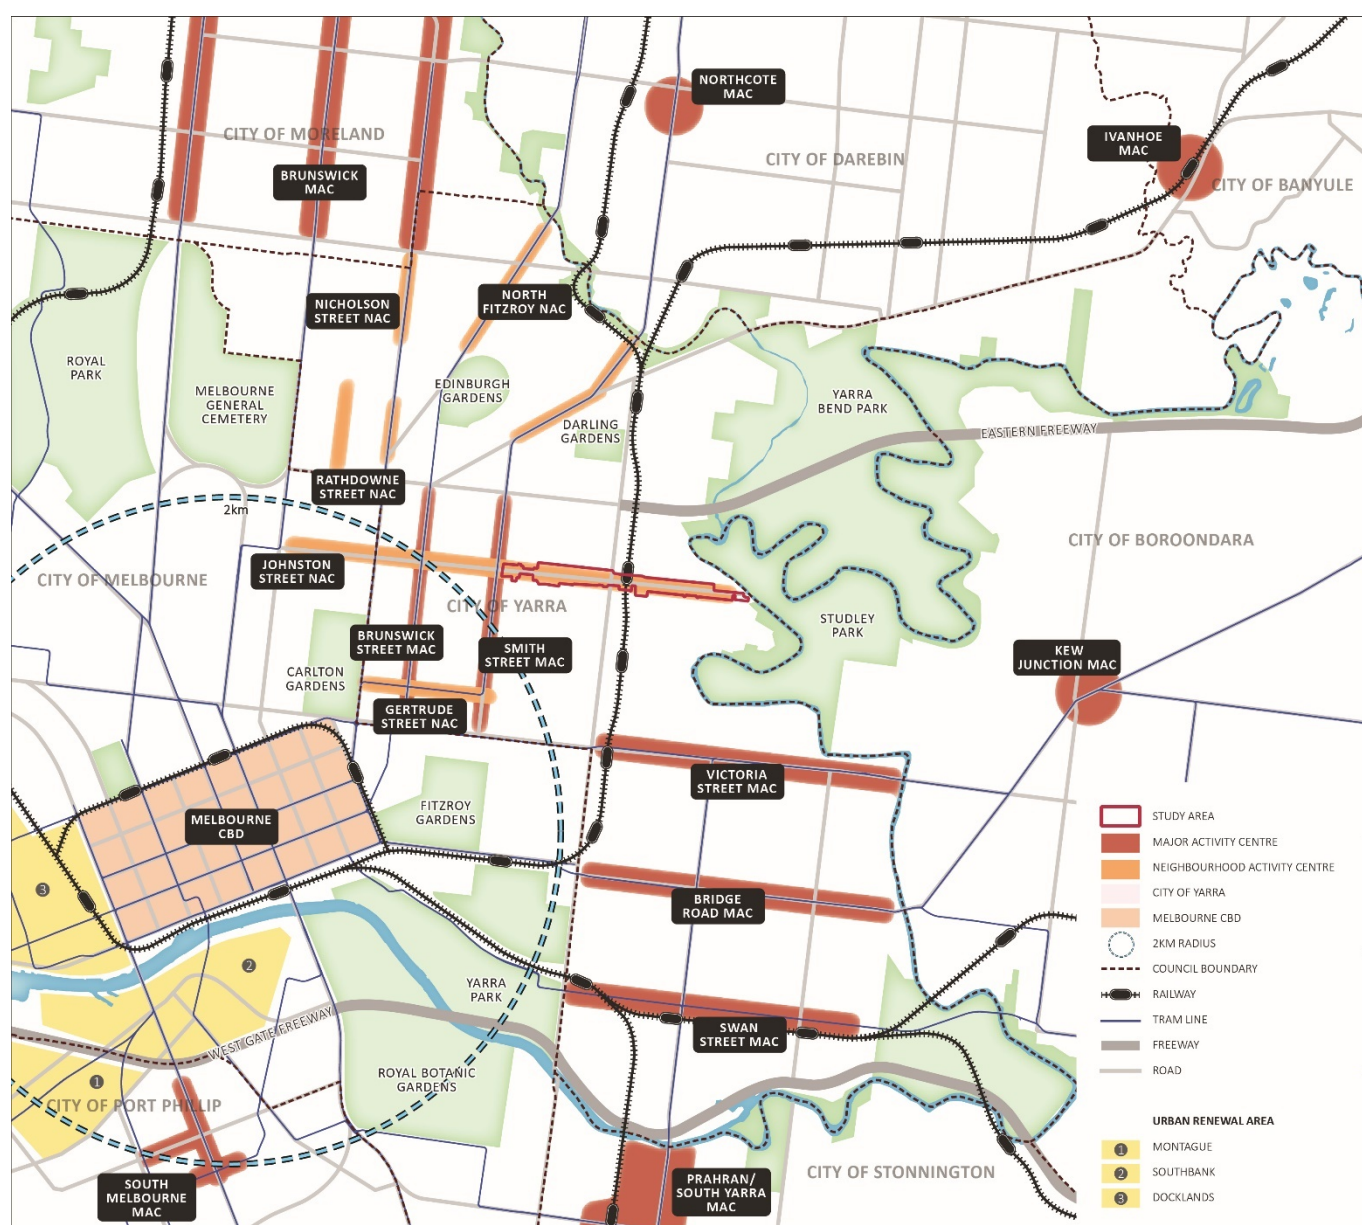 NORTHCOTE
MAC
CITY OF MORELAND
IVANHOE
MAC
CITY OF DAREBIN
BRUNSWICK
MAC
CITY OF BANYULE
NICHOLSON
STREET NAC
NORTH
FITZROY NAC
ROYAL
PARK
MELBOURNE
GENERAL
CEMETERY
EDINBURGH
GARDENS
YARRA
BEND PARK
DARLING
GARDENS
EASTERN FREEWAY
RATHDOWNE
STREET NAC
2km
JOHNSTON
STREET NAC
CITY OF MELBOURNE
CITY OF BOROONDARA
CITY OF YARRA
STUDLEY
PARK
BRUNSWICK
STREET MAC
SMITH
STREET MAC
KEW
JUNCTION MAC
CARLTON
GARDENS
GERTRUDE
STREET NAC
VICTORIA
STREET MAC
MELBOURNE
CBD
FITZROY
GARDENS
3
BRIDGE
ROAD MAC
2
YARRA
PARK
WEST GATE FREEWAY
SWAN
STREET MAC
1
ROYAL BOTANIC
GARDENS
CITY OF PORT PHILLIP
SOUTH
MELBOURNE
MAC
PRAHRAN/
SOUTH YARRA
MAC
CITY OF STONNINGTON
STUDY AREA
MAJOR ACTIVITY CENTRE
NEIGHBOURHOOD ACTIVITY CENTRE
CITY OF YARRA
MELBOURNE CBD
2KM RADIUS
COUNCIL BOUNDARY
RAILWAY
TRAM LINE
FREEWAY
ROAD
URBAN RENEWAL AREA
1 MONTAGUE
2 SOUTHBANK
3 DOCKLANDS